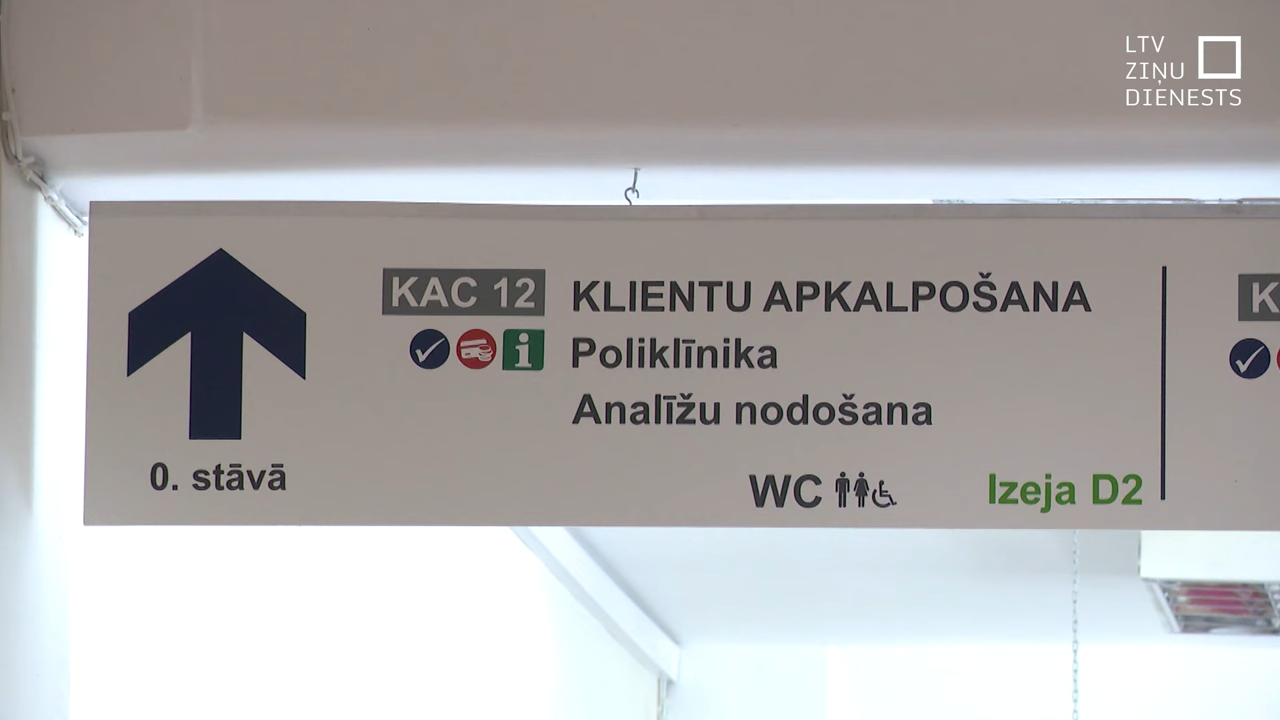 LTV
ZIŅU
DIENESTS
KAC 12 KLIENTU APKALPOŠANA
Poliklīnika
Analīžu nodošana
0. stāvā
WC
Izeja D2
K